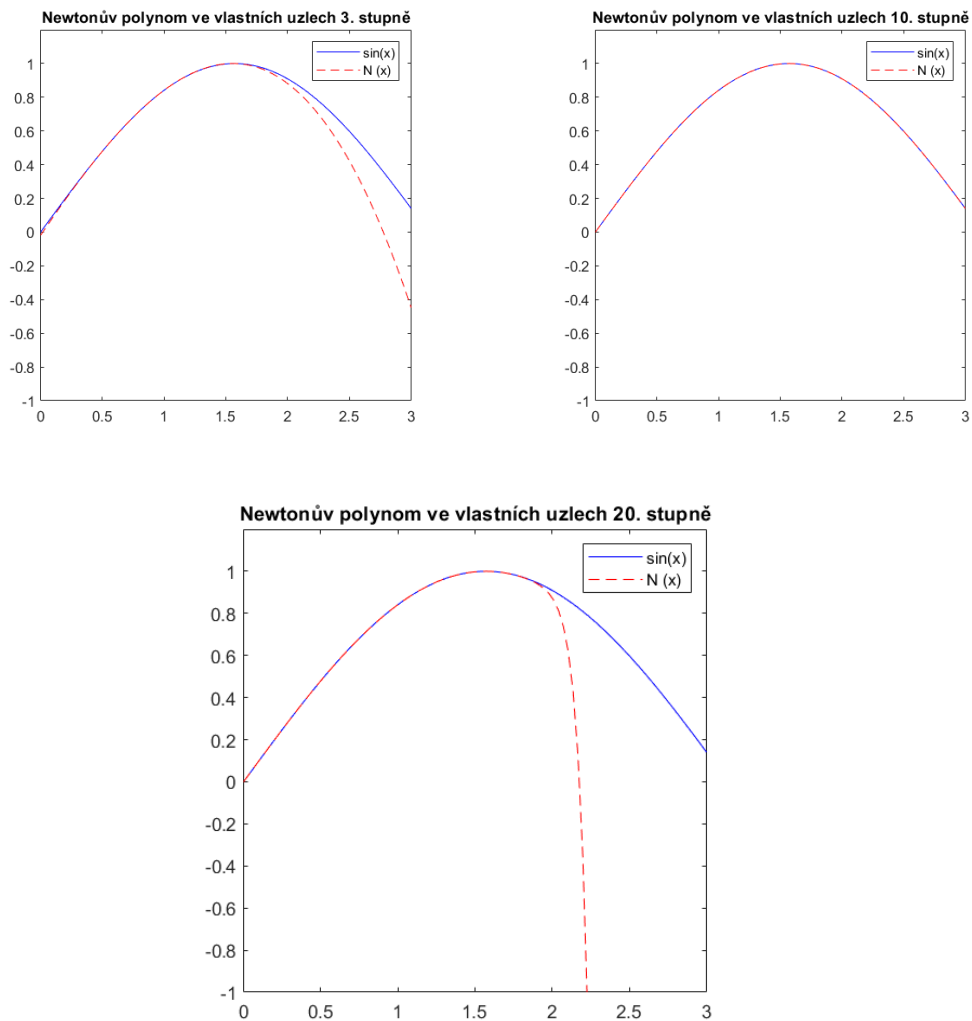 Newtonův polynom ve vlastních uzlech 3. stupně
sin(x)
N (x)
1
0.8
0.6
0.4
0.2
0
-0.2
-0.4
-0.6
-0.8
-1
0 0.5 1 1.5 2 2.5 3
Newtonův polynom ve vlastních uzlech 10. stupně
sin(x)
N (x)
1
0.8
0.6
0.4
0.2
0
-0.2
-0.4
-0.6
-0.8
-1
0 0.5 1 1.5 2 2.5 3
Newtonův polynom ve vlastních uzlech 20. stupně
sin(x)
N (x)
1
0.8
0.6
0.4
0.2
0
-0.2
-0.4
-0.6
-0.8
-1
0 0.5 1 1.5 2 2.5 3